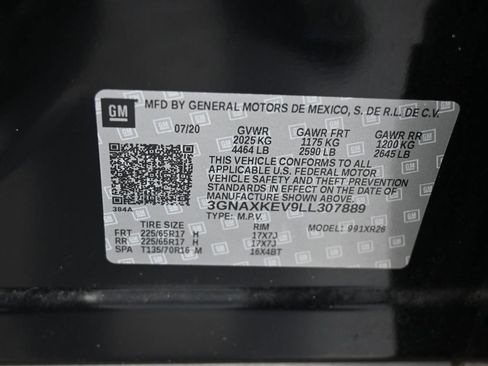 GM MFD BY GENERAL MOTORS DE MEXICO, S. DE R.L. DE C.V.
07/20 GVWR GAWR FRT GAWR RR
2025 KG 1175 KG 1200 KG
4464 LB 2590 LB 2645 LB
THIS VEHICLE CONFORMS TO ALL
APPLICABLE U.S. FEDERAL MOTOR
VEHICLE SAFETY AND THEFT PREVENTION
STANDARDS IN EFFECT ON THE DATE OF
MANUFACTURE SHOWN ABOVE.
3GNAXKEV9LL307889
384A TYPE: M.P.V. MODEL: 991XR26
TIRE SIZE RIM
FRT 225/65R17 H 17X7J
RR 225/65R17 H 17X7J
SPA T135/70R16 M 16X4BT